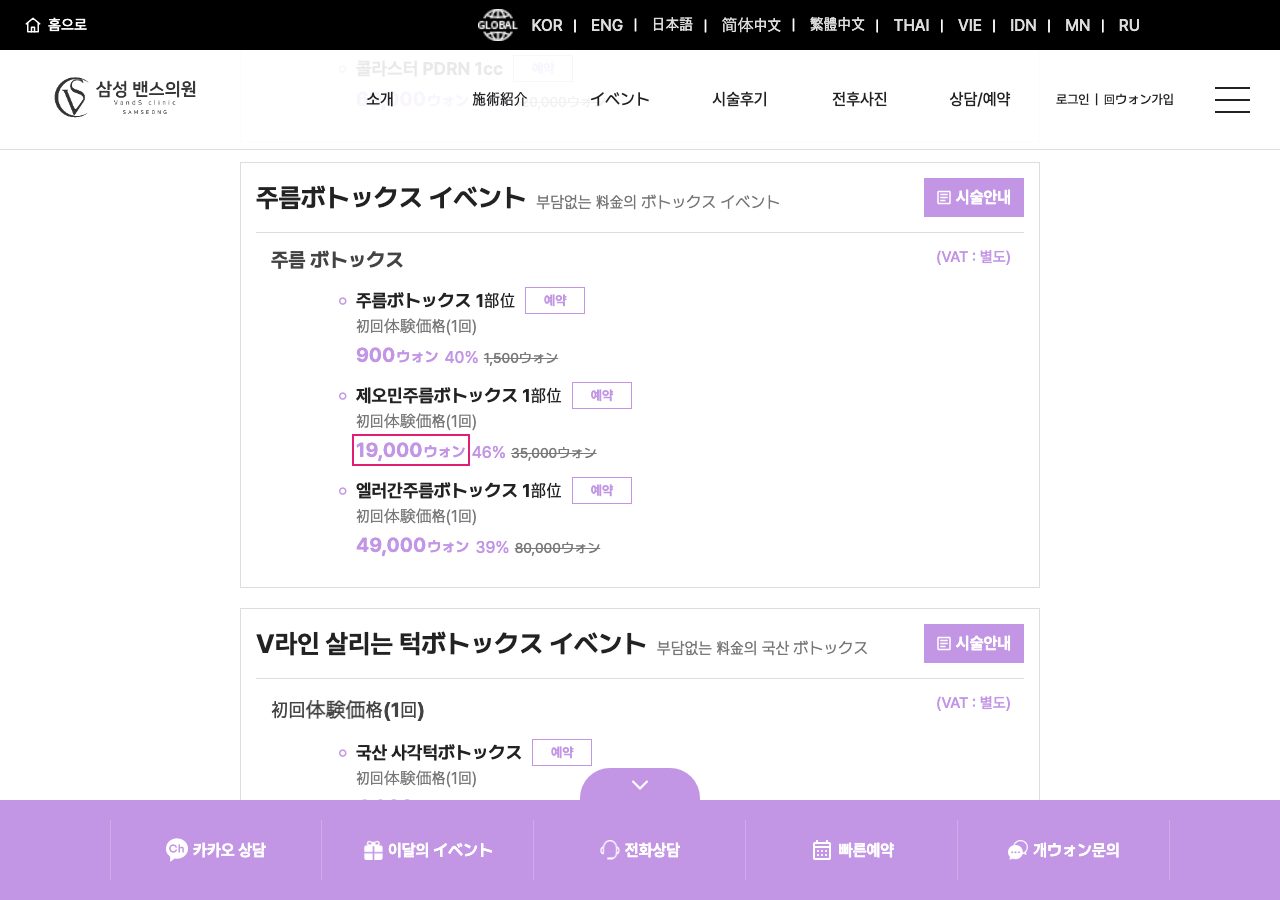 홈으로
GLOBAL KOR | ENG | 日本語 | 简体中文 | 繁體中文 | THAI | VIE | IDN | MN | RU
콜라스터 PDRN 1cc 예약
삼성 밴스의원
VandS clinic
SAMSEONG
소개 施術紹介 イベント 시술후기 전후사진 상담/예약 로그인 | 回ウォン가입
주름ボトックス イベント 부담없는 料金의 ボトックス イベント 시술안내
주름 ボトックス (VAT : 별도)
주름ボトックス 1部位 예약
初回体験価格(1回)
900ウォン 40% 1,500ウォン
제오민주름ボトックス 1部位 예약
初回体験価格(1回)
19,000ウォン 46% 35,000ウォン
엘러간주름ボトックス 1部位 예약
初回体験価格(1回)
49,000ウォン 39% 80,000ウォン
V라인 살리는 턱ボトックス イベント 부담없는 料金의 국산 ボトックス 시술안내
初回体験価格(1回) (VAT : 별도)
국산 사각턱ボトックス 예약
初回体験価格(1回)
카카오 상담 이달의 イベント 전화상담 빠른예약 개ウォン문의